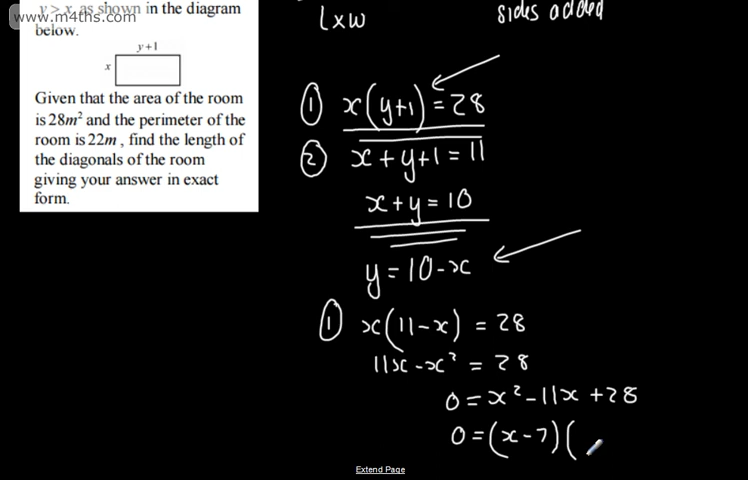 y > x, as shown in the diagram
www.m4ths.com
below.
y+1
x
Given that the area of the room
is 28m² and the perimeter of the
room is 22m , find the length of
the diagonals of the room
giving your answer in exact
form.
L x W
sides added
① x(y+1) = 28
② x + y + 1 = 11
x + y = 10
y = 10 - x
① x(11 - x) = 28
11x - x² = 28
0 = x² - 11x + 28
0 = (x - 7)(
Extend Page